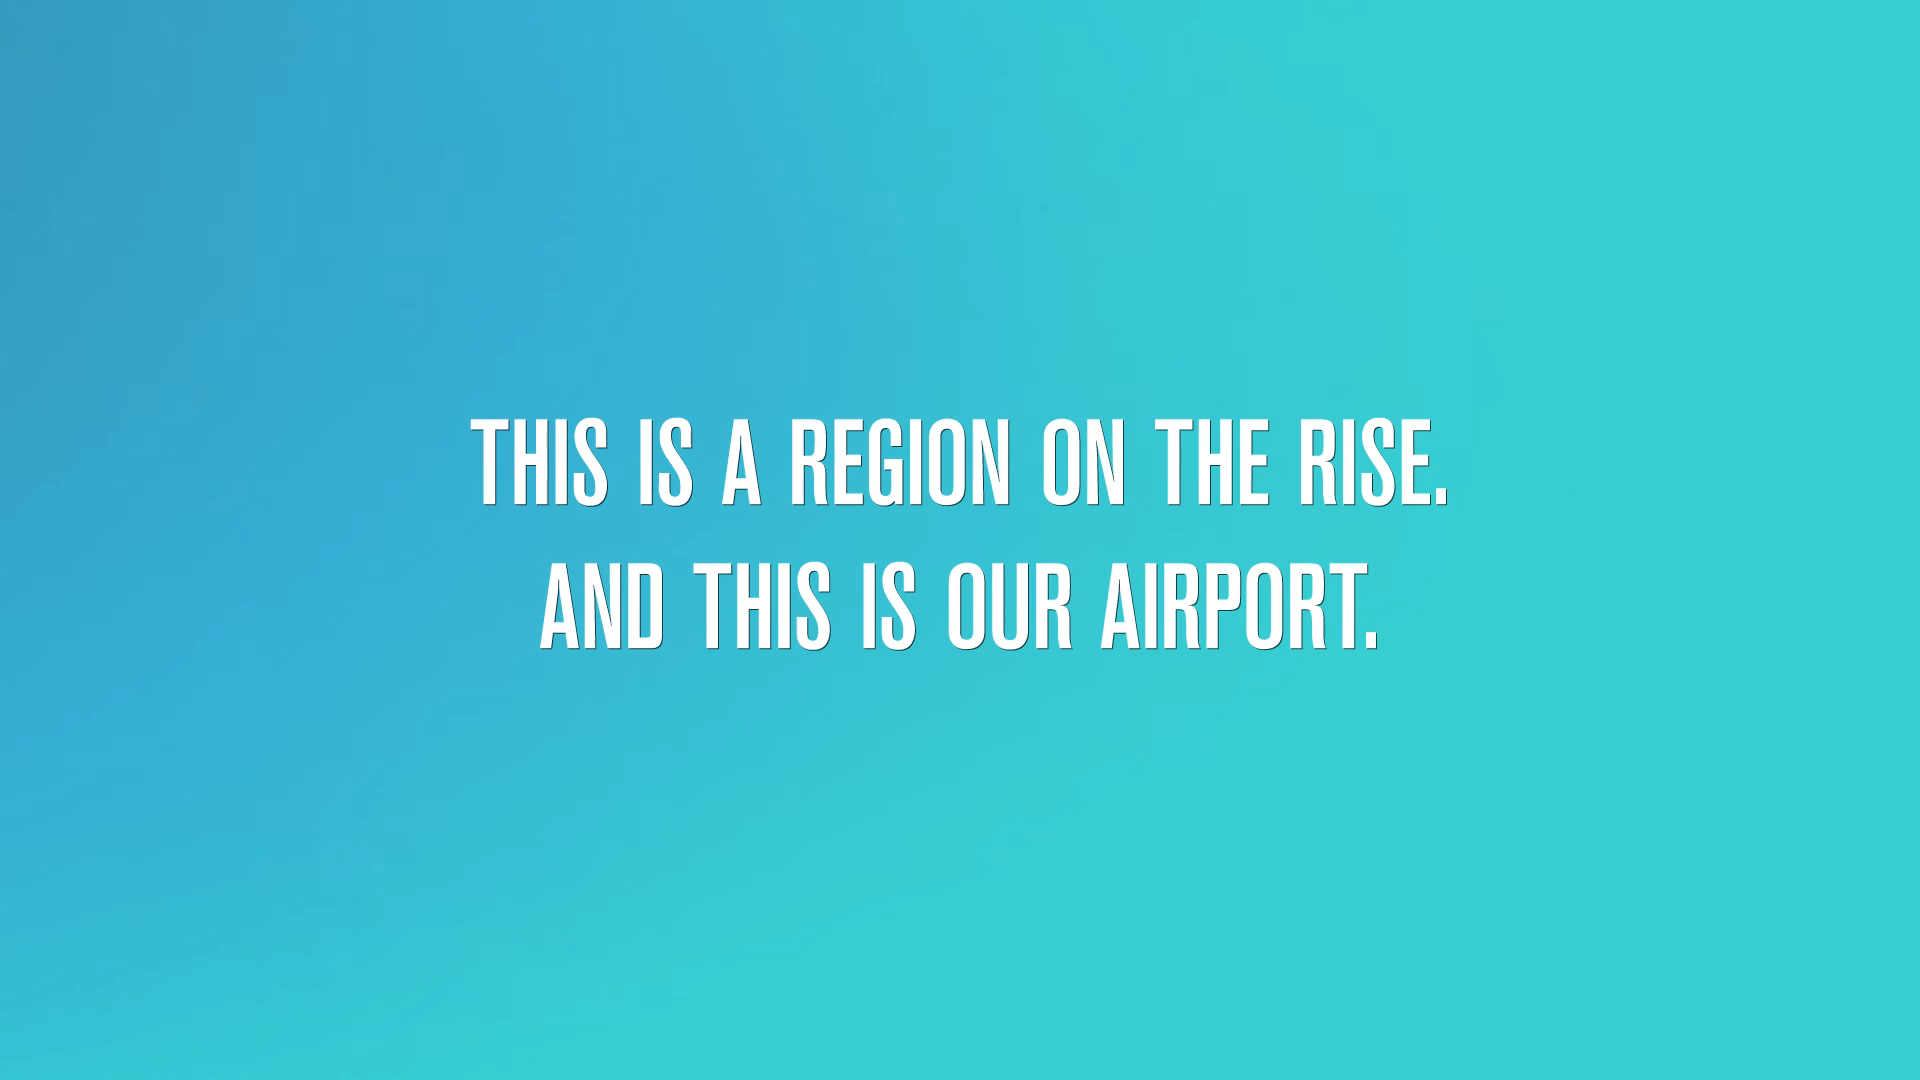 THIS IS A REGION ON THE RISE.
AND THIS IS OUR AIRPORT.